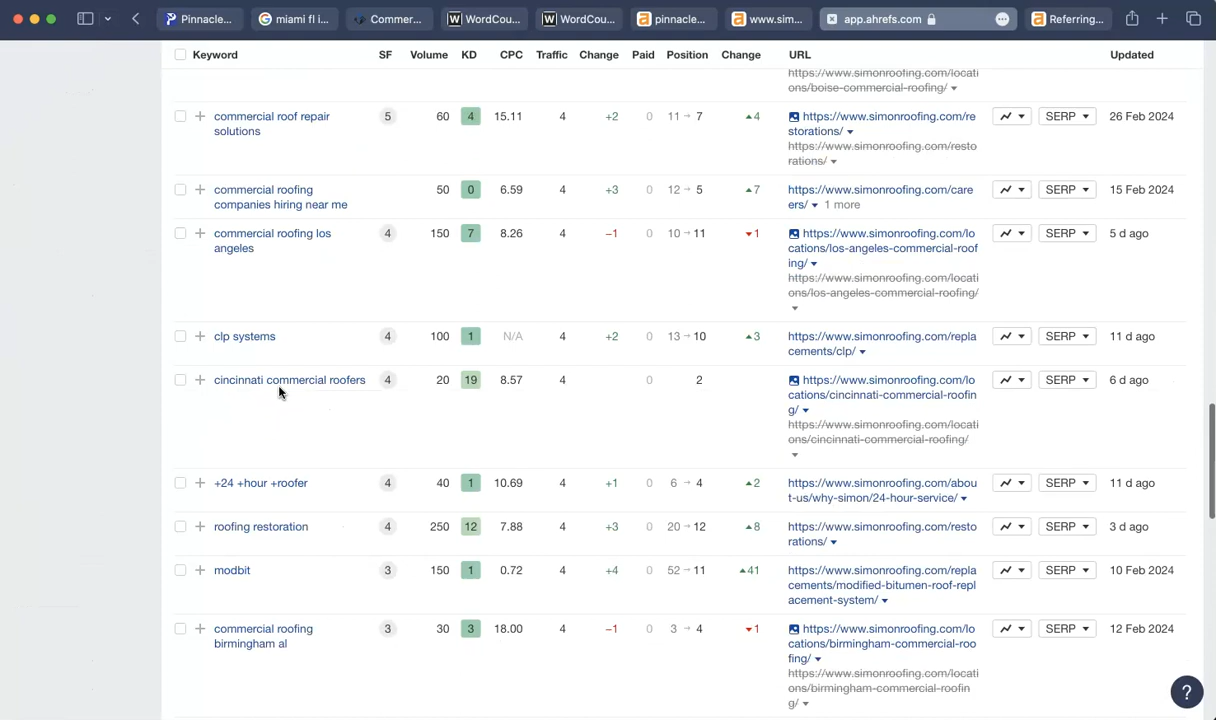 Pinnacle... miami fl i... Commer... WordCou... WordCou... pinnacle... www.sim... app.ahrefs.com Referring...
Keyword SF Volume KD CPC Traffic Change Paid Position Change URL Updated
https://www.simonroofing.com/locati
ons/boise-commercial-roofing/
commercial roof repair
solutions
5 60 4 15.11 4 +2 0 11 → 7 4
https://www.simonroofing.com/re
storations/
https://www.simonroofing.com/resto
rations/
SERP 26 Feb 2024
commercial roofing
companies hiring near me
50 0 6.59 4 +3 0 12 → 5 7
https://www.simonroofing.com/care
ers/ 1 more
SERP 15 Feb 2024
commercial roofing los
angeles
4 150 7 8.26 4 −1 0 10 → 11 1
https://www.simonroofing.com/lo
cations/los-angeles-commercial-roof
ing/
https://www.simonroofing.com/locati
ons/los-angeles-commercial-roofing/
SERP 5 d ago
clp systems 4 100 1 N/A 4 +2 0 13 → 10 3
https://www.simonroofing.com/repla
cements/clp/
SERP 11 d ago
cincinnati commercial roofers 4 20 19 8.57 4 0 2
https://www.simonroofing.com/lo
cations/cincinnati-commercial-roofin
g/
https://www.simonroofing.com/locati
ons/cincinnati-commercial-roofing/
SERP 6 d ago
+24 +hour +roofer 4 40 1 10.69 4 +1 0 6 → 4 2
https://www.simonroofing.com/abou
t-us/why-simon/24-hour-service/
SERP 11 d ago
roofing restoration 4 250 12 7.88 4 +3 0 20 → 12 8
https://www.simonroofing.com/resto
rations/
SERP 3 d ago
modbit 3 150 1 0.72 4 +4 0 52 → 11 41
https://www.simonroofing.com/repla
cements/modified-bitumen-roof-repl
acement-system/
SERP 10 Feb 2024
commercial roofing
birmingham al
3 30 3 18.00 4 −1 0 3 → 4 1
https://www.simonroofing.com/lo
cations/birmingham-commercial-roo
fing/
https://www.simonroofing.com/locati
ons/birmingham-commercial-roofin
g/
SERP 12 Feb 2024
?